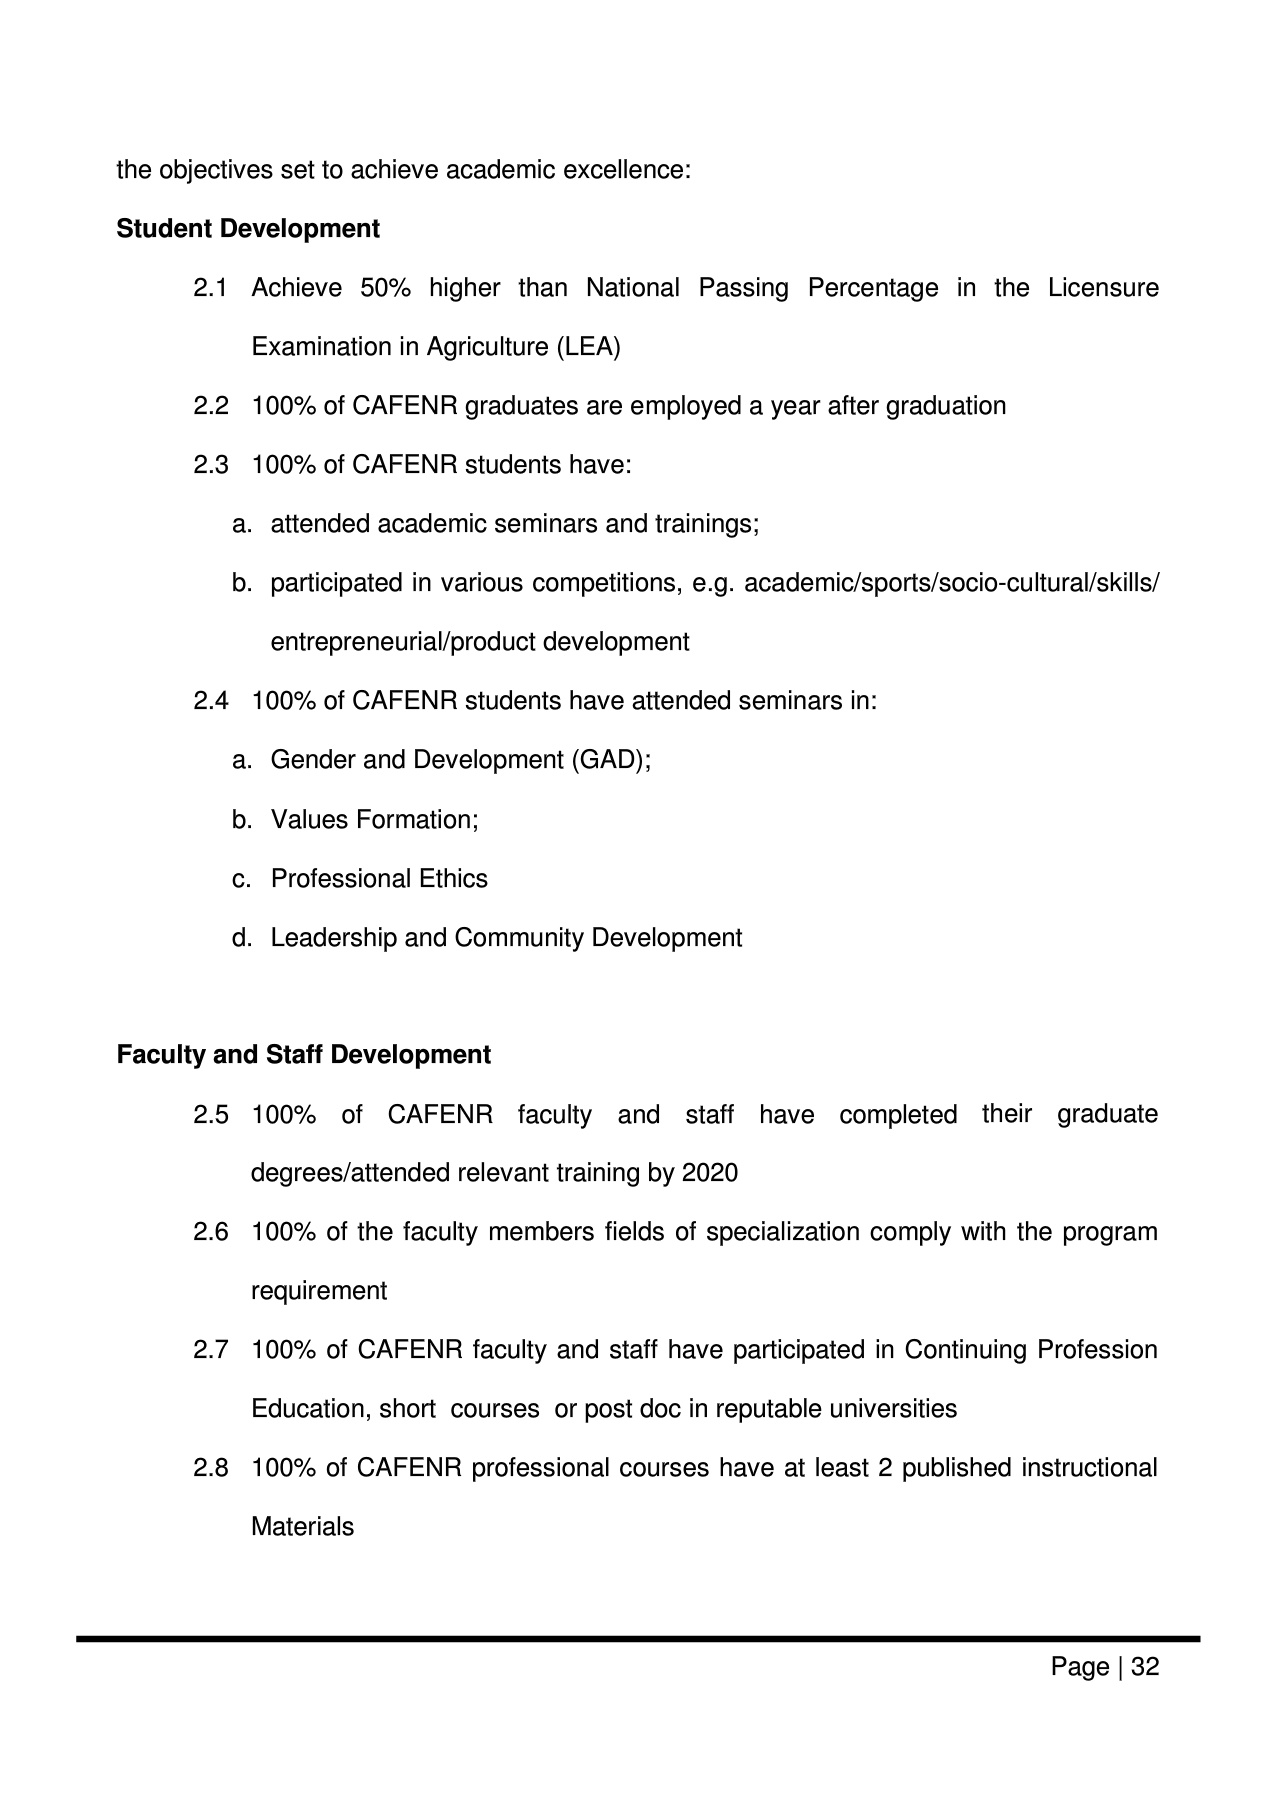 the objectives set to achieve academic excellence:
Student Development
2.1 Achieve 50% higher than National Passing Percentage in the Licensure
Examination in Agriculture (LEA)
2.2 100% of CAFENR graduates are employed a year after graduation
2.3 100% of CAFENR students have:
a. attended academic seminars and trainings;
b. participated in various competitions, e.g. academic/sports/socio-cultural/skills/
entrepreneurial/product development
2.4 100% of CAFENR students have attended seminars in:
a. Gender and Development (GAD);
b. Values Formation;
c. Professional Ethics
d. Leadership and Community Development
Faculty and Staff Development
2.5 100% of CAFENR faculty and staff have completed their graduate
degrees/attended relevant training by 2020
2.6 100% of the faculty members fields of specialization comply with the program
requirement
2.7 100% of CAFENR faculty and staff have participated in Continuing Profession
Education, short courses or post doc in reputable universities
2.8 100% of CAFENR professional courses have at least 2 published instructional
Materials
Page | 32